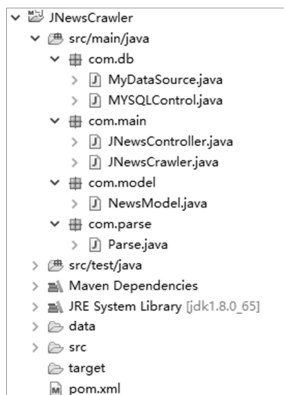 JNewsCrawler
src/main/java
com.db
MyDataSource.java
MYSQLControl.java
com.main
JNewsController.java
JNewsCrawler.java
com.model
NewsModel.java
com.parse
Parse.java
src/test/java
Maven Dependencies
JRE System Library [jdk1.8.0_65]
data
src
target
pom.xml